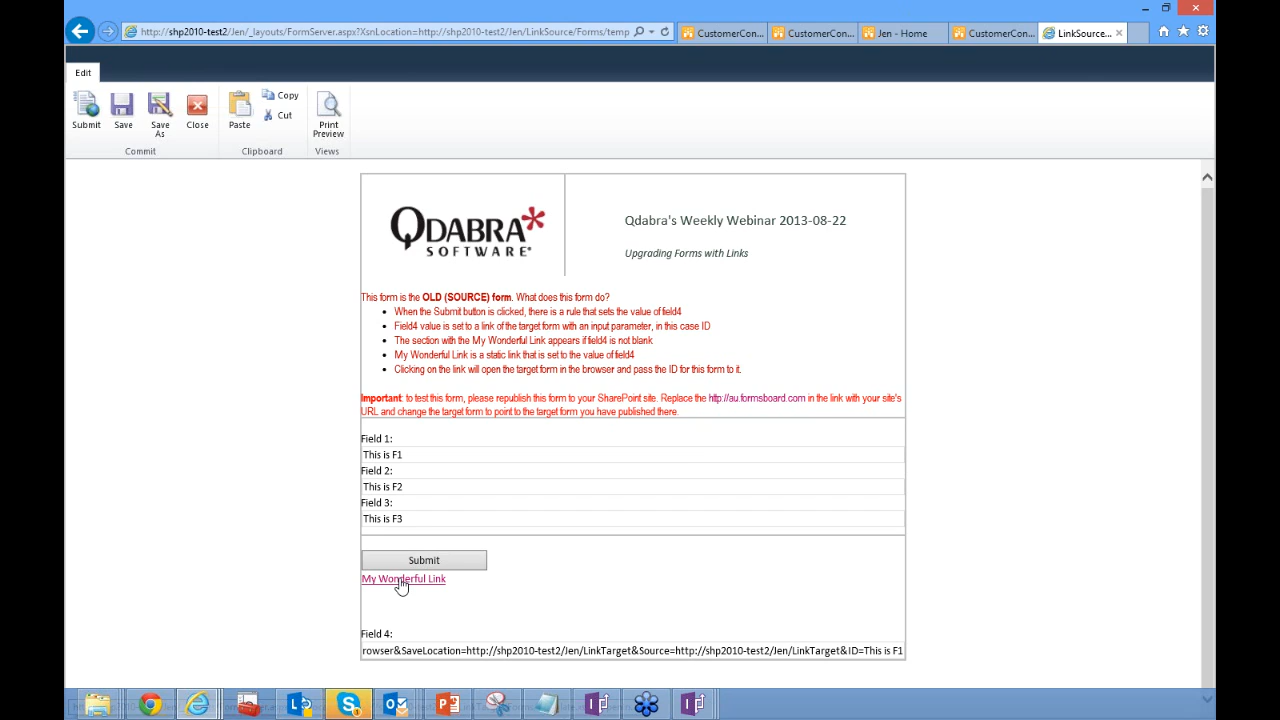 http://shp2010-test2/Jen/_layouts/FormServer.aspx?XsnLocation=http://shp2010-test2/Jen/LinkSource/Forms/temp
CustomerCon...
CustomerCon...
Jen - Home
CustomerCon...
LinkSource...
Edit
Submit
Save
Save As
Close
Paste
Copy
Cut
Print Preview
Commit
Clipboard
Views
QDABRA
SOFTWARE
Qdabra's Weekly Webinar 2013-08-22
Upgrading Forms with Links
This form is the OLD (SOURCE) form. What does this form do?
• When the Submit button is clicked, there is a rule that sets the value of field4
• Field4 value is set to a link of the target form with an input parameter, in this case ID
• The section with the My Wonderful Link appears if field4 is not blank
• My Wonderful Link is a static link that is set to the value of field4
• Clicking on the link will open the target form in the browser and pass the ID for this form to it.
Important: to test this form, please republish this form to your SharePoint site. Replace the http://au.formsboard.com in the link with your site's
URL and change the target form to point to the target form you have published there.
Field 1:
This is F1
Field 2:
This is F2
Field 3:
This is F3
Submit
My Wonderful Link
Field 4:
rowser&SaveLocation=http://shp2010-test2/Jen/LinkTarget&Source=http://shp2010-test2/Jen/LinkTarget&ID=This is F1